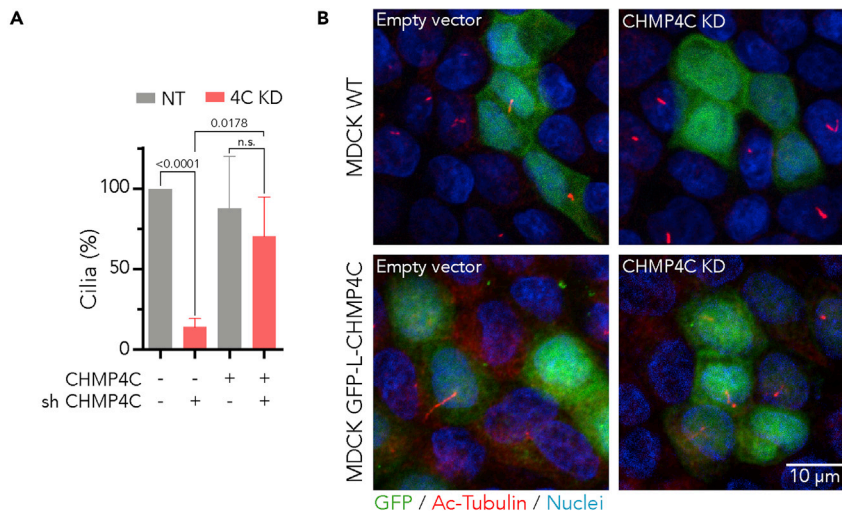 A
NT 4C KD
0.0178
<0.0001
n.s.
100
50
0
Cilia (%)
CHMP4C - - + +
sh CHMP4C - + - +
B
Empty vector
CHMP4C KD
MDCK WT
Empty vector
CHMP4C KD
MDCK GFP-L-CHMP4C
10 µm
GFP / Ac-Tubulin / Nuclei